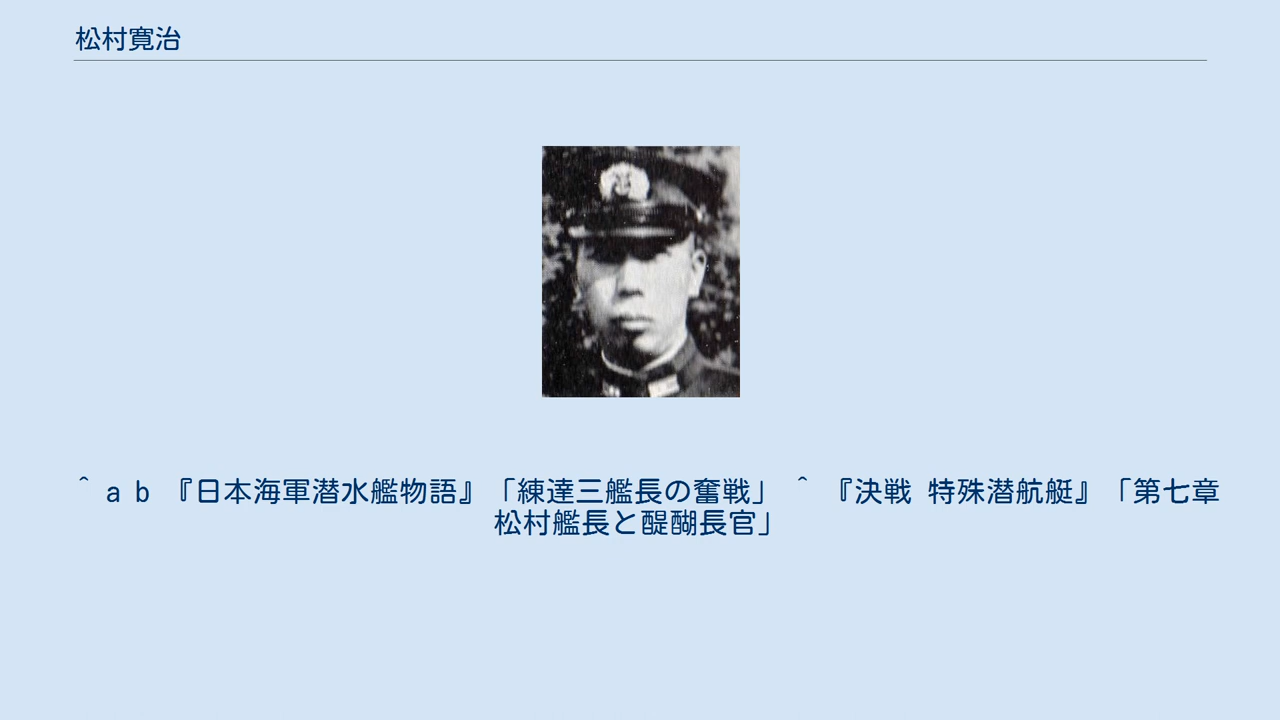 松村寛治
^ a b 『日本海軍潜水艦物語』「練達三艦長の奮戦」 ^ 『決戦 特殊潜航艇』「第七章
松村艦長と醍醐長官」